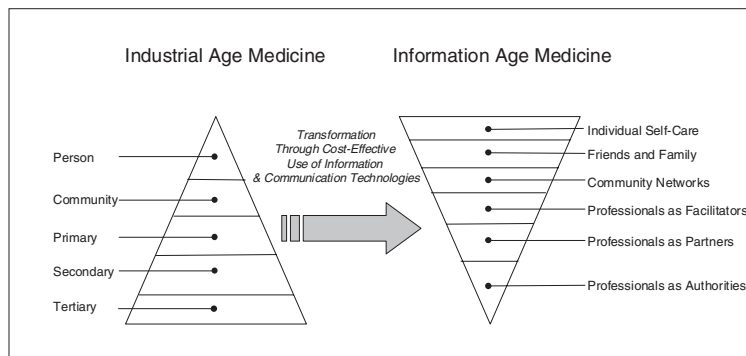 Industrial Age Medicine
Information Age Medicine
Person
Community
Primary
Secondary
Tertiary
Transformation
Through Cost-Effective
Use of Information
& Communication Technologies
Individual Self-Care
Friends and Family
Community Networks
Professionals as Facilitators
Professionals as Partners
Professionals as Authorities